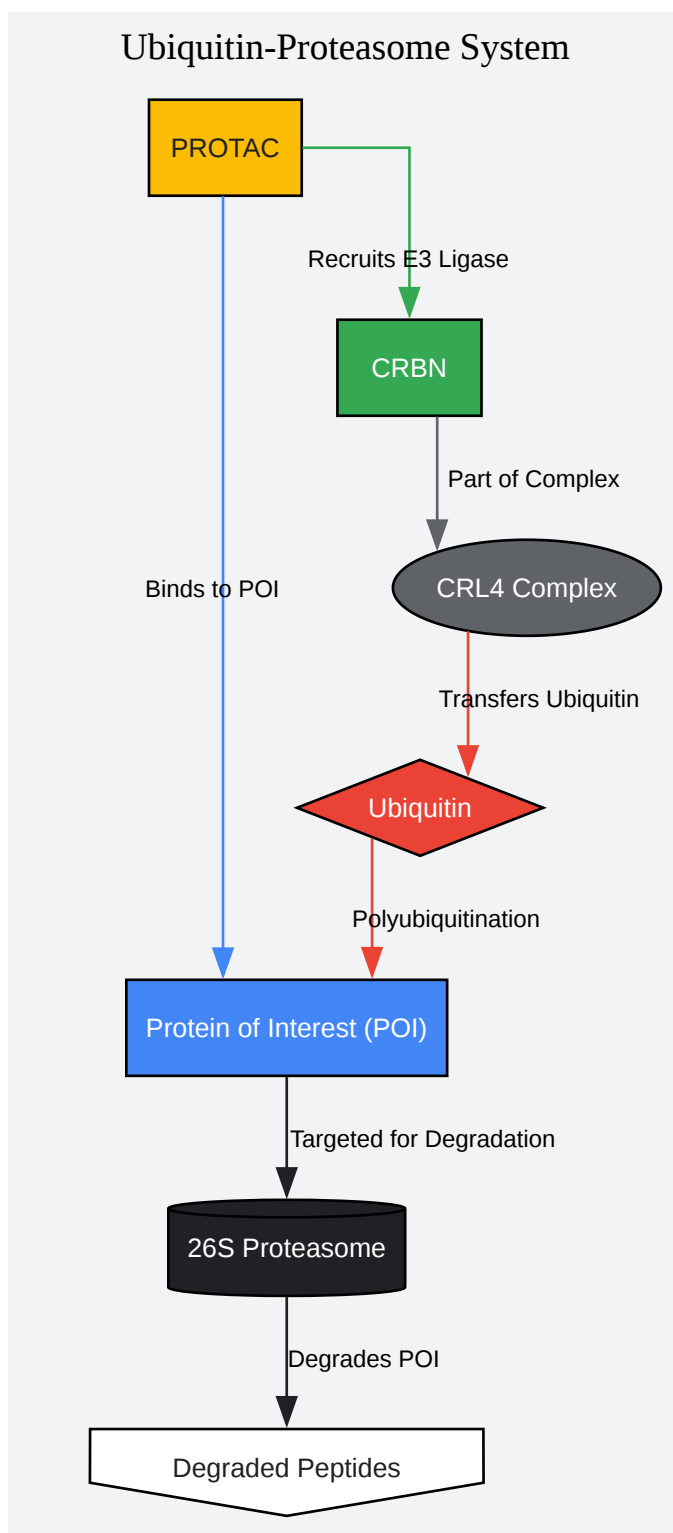 Ubiquitin-Proteasome System
PROTAC
Recruits E3 Ligase
CRBN
Part of Complex
Binds to POI
CRL4 Complex
Transfers Ubiquitin
Ubiquitin
Polyubiquitination
Protein of Interest (POI)
Targeted for Degradation
26S Proteasome
Degrades POI
Degraded Peptides